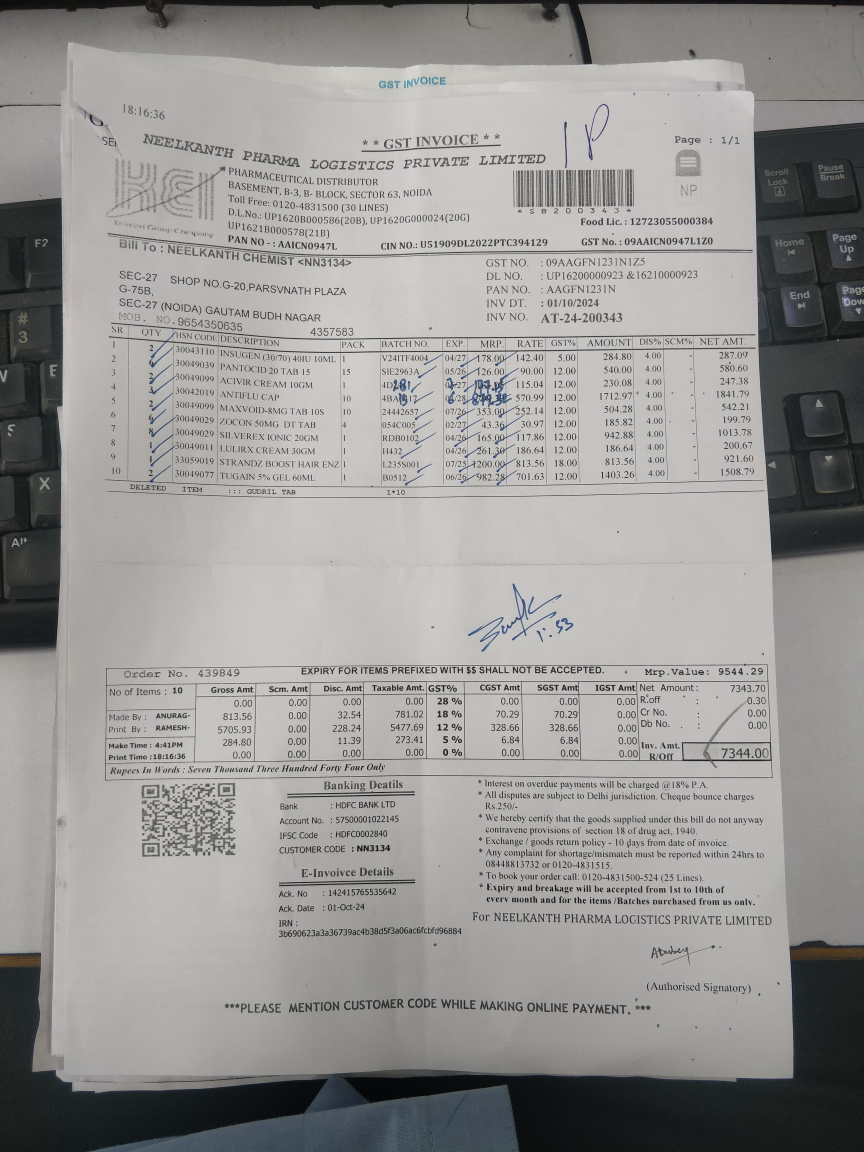 GST INVOICE
18:16:36
** GST INVOICE **
Page : 1/1
NEELKANTH PHARMA LOGISTICS PRIVATE LIMITED
KEI
PHARMACEUTICAL DISTRIBUTOR
BASEMENT, B-3, B- BLOCK, SECTOR 63, NOIDA
Toll Free: 0120-4831500 (30 LINES)
D.L.No.: UP1620B000586(20B), UP1620G000024(20G)
UP1621B000578(21B)
NP
*SB200343*
Food Lic. : 12723055000384
PAN NO - : AAICN0947L CIN NO.: U51909DL2022PTC394129 GST No. : 09AAICN0947L1Z0
Bill To : NEELKANTH CHEMIST <NN3134>
SEC-27 SHOP NO.G-20,PARSVNATH PLAZA
G-75B,
SEC-27 (NOIDA) GAUTAM BUDH NAGAR
MOB. NO.9654350635 4357583
GST NO. : 09AAGFN1231N1Z5
DL NO. : UP16200000923 &16210000923
PAN NO. : AAGFN1231N
INV DT. : 01/10/2024
INV NO. AT-24-200343
SR QTY HSN CODE DESCRIPTION PACK BATCH NO. EXP. MRP. RATE GST% AMOUNT DIS% SCM% NET AMT.
1 2 30043110 INSUGEN (30/70) 40IU 10ML 1 V24ITF4004 04/27 178.00 142.40 5.00 284.80 4.00 - 287.09
2 6 30049039 PANTOCID 20 TAB 15 15 SIE2963A 05/26 126.00 90.00 12.00 540.00 4.00 - 580.60
3 2 30049099 ACIVIR CREAM 10GM 1 115.04 12.00 230.08 4.00 - 247.38
4 3 30042019 ANTIFLU CAP 10 570.99 12.00 1712.97 4.00 - 1841.79
5 2 30049099 MAXVOID-8MG TAB 10S 10 24442657 07/26 353.00 252.14 12.00 504.28 4.00 - 542.21
6 30049029 ZOCON 50MG DT TAB 4 054C005 02/27 43.36 30.97 12.00 185.82 4.00 - 199.79
7 8 30049029 SILVEREX IONIC 20GM 1 RDB0102 04/26 165.00 117.86 12.00 942.88 4.00 - 1013.78
8 1 30049011 LULIRX CREAM 30GM 1 H432 04/26 261.30 186.64 12.00 186.64 4.00 - 200.67
9 1 33059019 STRANDZ BOOST HAIR ENZ 1 L235S001 07/25 1200.00 813.56 18.00 813.56 4.00 - 921.60
10 2 30049077 TUGAIN 5% GEL 60ML 1 B0512 06/26 982.28 701.63 12.00 1403.26 4.00 - 1508.79
DELETED ITEM ::: GUDRIL TAB 1*10
1:53
Order No. 439849 EXPIRY FOR ITEMS PREFIXED WITH $$ SHALL NOT BE ACCEPTED. Mrp.Value: 9544.29
No of Items : 10
Made By : ANURAG-
Print By : RAMESH-
Make Time : 4:41PM
Print Time :18:16:36
Gross Amt Scm. Amt Disc. Amt Taxable Amt. GST% CGST Amt SGST Amt IGST Amt
0.00 0.00 0.00 0.00 28 % 0.00 0.00 0.00
813.56 0.00 32.54 781.02 18 % 70.29 70.29 0.00
5705.93 0.00 228.24 5477.69 12 % 328.66 328.66 0.00
284.80 0.00 11.39 273.41 5 % 6.84 6.84 0.00
0.00 0.00 0.00 0.00 0 % 0.00 0.00 0.00
Net Amount : 7343.70
R.off : 0.30
Cr No. : 0.00
Db No. : 0.00
Inv. Amt. R/Off 7344.00
Rupees In Words : Seven Thousand Three Hundred Forty Four Only
Banking Deatils
Bank : HDFC BANK LTD
Account No. : 57500001022145
IFSC Code : HDFC0002840
CUSTOMER CODE : NN3134
E-Invoivce Details
Ack. No : 142415765535642
Ack. Date : 01-Oct-24
IRN :
3b690623a3a36739ac4b38d5f3a06ac6fcbfd96884
* Interest on overdue payments will be charged @18% P.A.
* All disputes are subject to Delhi jurisdiction. Cheque bounce charges
Rs.250/-
* We hereby certify that the goods supplied under this bill do not anyway
contravene provisions of section 18 of drug act, 1940.
* Exchange / goods return policy - 10 days from date of invoice.
* Any complaint for shortage/mismatch must be reported within 24hrs to
08448813732 or 0120-4831515.
* To book your order call: 0120-4831500-524 (25 Lines).
* Expiry and breakage will be accepted from 1st to 10th of
every month and for the items /Batches purchased from us only.
For NEELKANTH PHARMA LOGISTICS PRIVATE LIMITED
(Authorised Signatory)
***PLEASE MENTION CUSTOMER CODE WHILE MAKING ONLINE PAYMENT. ***
F2
#
3
W
E
S
X
Alt
Scroll
Lock
Pause
Break
Home
Page
Up
End
Page